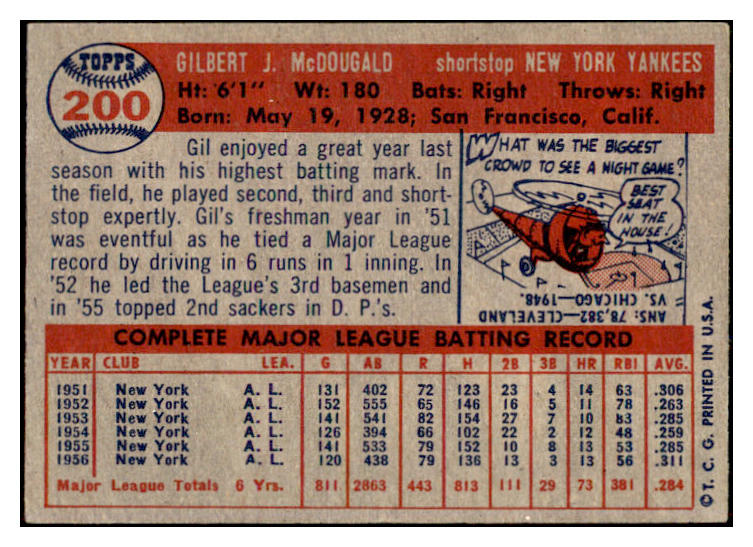 TOPPS
200
GILBERT J. McDOUGALD shortstop NEW YORK YANKEES
Ht: '6'1" Wt: 180 Bats: Right Throws: Right
Born: May 19, 1928; San Francisco, Calif.
Gil enjoyed a great year last
season with his highest batting mark. In
the field, he played second, third and short-
stop expertly. Gil's freshman year in '51
was eventful as he tied a Major League
record by driving in 6 runs in 1 inning. In
'52 he led the League's 3rd basemen and
in '55 topped 2nd sackers in D. P.'s.
WHAT WAS THE BIGGEST
CROWD TO SEE A NIGHT GAME?
BEST
SEAT
IN THE
HOUSE!
ANS: 78,382—CLEVELAND
VS. CHICAGO—1948.
COMPLETE MAJOR LEAGUE BATTING RECORD
YEAR CLUB LEA. G AB R H 2B 3B HR RBI AVG.
1951 New York A. L. 131 402 72 123 23 4 14 63 .306
1952 New York A. L. 152 555 65 146 16 5 11 78 .263
1953 New York A. L. 141 541 82 154 27 7 10 83 .285
1954 New York A. L. 126 394 66 102 22 2 12 48 .259
1955 New York A. L. 141 533 79 152 10 8 13 53 .285
1956 New York A. L. 120 438 79 136 13 3 13 56 .311
Major League Totals 6 Yrs. 811 2863 443 813 111 29 73 381 .284
© T. C. G. PRINTED IN U.S.A.